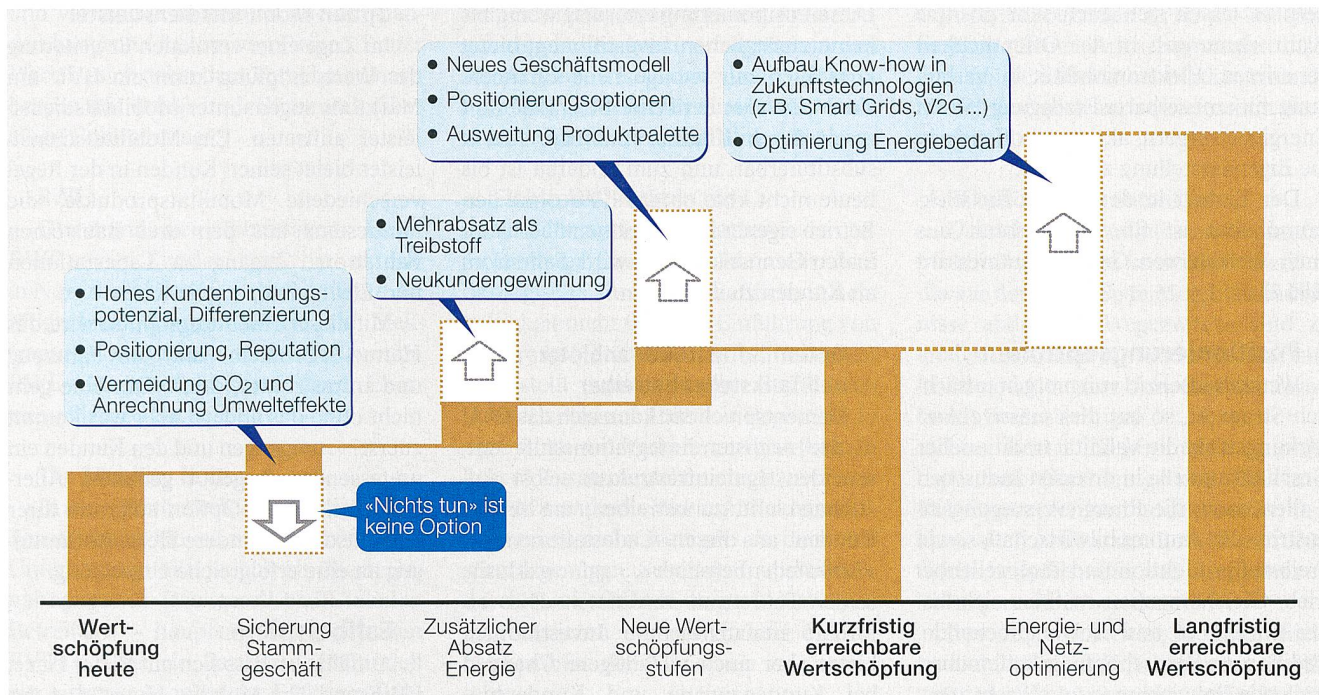 • Neues Geschäftsmodell
• Positionierungsoptionen
• Ausweitung Produktpalette
• Aufbau Know-how in
Zukunftstechnologien
(z.B. Smart Grids, V2G ...)
• Optimierung Energiebedarf
• Mehrabsatz als
Treibstoff
• Neukundengewinnung
• Hohes Kundenbindungs-
potenzial, Differenzierung
• Positionierung, Reputation
• Vermeidung CO₂ und
Anrechnung Umwelteffekte
«Nichts tun» ist
keine Option
Wert-
schöpfung
heute
Sicherung
Stamm-
geschäft
Zusätzlicher
Absatz
Energie
Neue Wert-
schöpfungs-
stufen
Kurzfristig
erreichbare
Wertschöpfung
Energie- und
Netz-
optimierung
Langfristig
erreichbare
Wertschöpfung